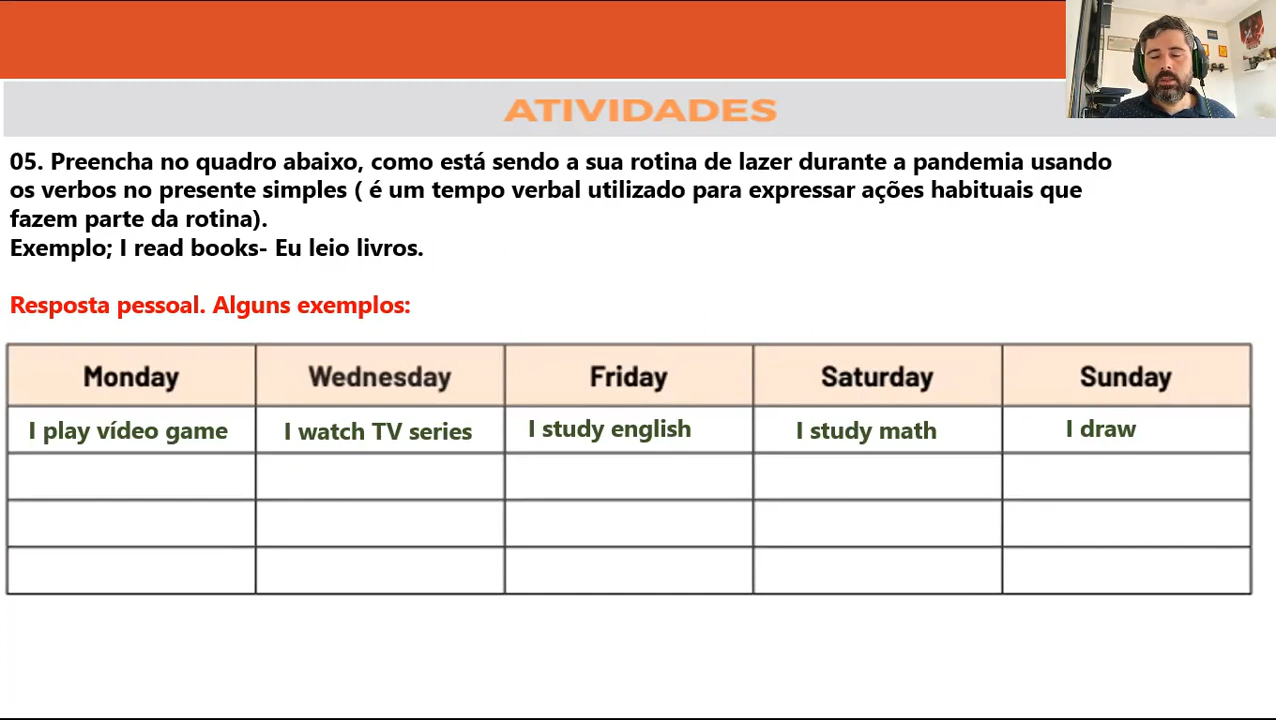 ATIVIDADES
05. Preencha no quadro abaixo, como está sendo a sua rotina de lazer durante a pandemia usando
os verbos no presente simples ( é um tempo verbal utilizado para expressar ações habituais que
fazem parte da rotina).
Exemplo; I read books- Eu leio livros.
Resposta pessoal. Alguns exemplos:
Monday Wednesday Friday Saturday Sunday
I play vídeo game I watch TV series I study english I study math I draw